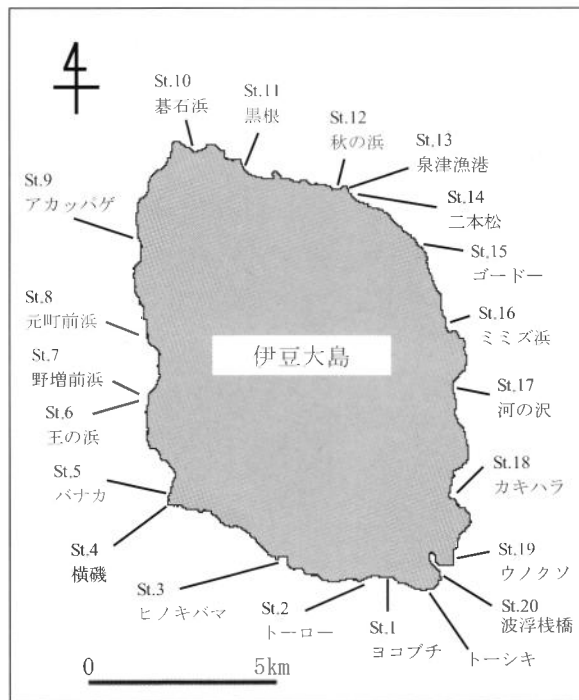 St.10
碁石浜
St.11
黒根
St.12
秋の浜
St.13
泉津漁港
St.14
二本松
St.15
ゴードー
St.16
ミミズ浜
St.17
河の沢
St.18
カキハラ
St.19
ウノクソ
St.20
波浮桟橋
トーシキ
St.1
ヨコブチ
St.2
トーロー
St.3
ヒノキバマ
St.4
横磯
St.5
バナカ
St.6
王の浜
St.7
野増前浜
St.8
元町前浜
St.9
アカッパゲ
伊豆大島
0
5km